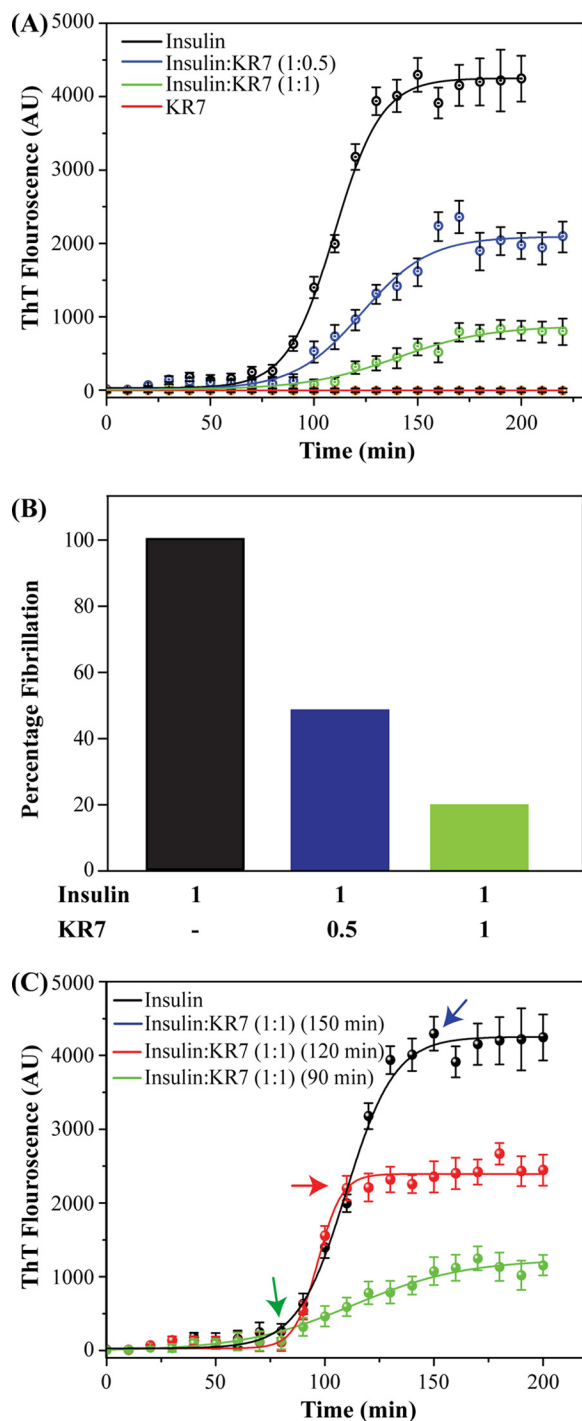 (A)
5000
4000
3000
2000
1000
0
ThT Flouroscence (AU)
Insulin
Insulin:KR7 (1:0.5)
Insulin:KR7 (1:1)
KR7
0 50 100 150 200
Time (min)
(B)
100
80
60
40
20
0
Percentage Fibrillation
Insulin 1 1 1
KR7 - 0.5 1
(C)
5000
4000
3000
2000
1000
0
ThT Flouroscence (AU)
Insulin
Insulin:KR7 (1:1) (150 min)
Insulin:KR7 (1:1) (120 min)
Insulin:KR7 (1:1) (90 min)
0 50 100 150 200
Time (min)